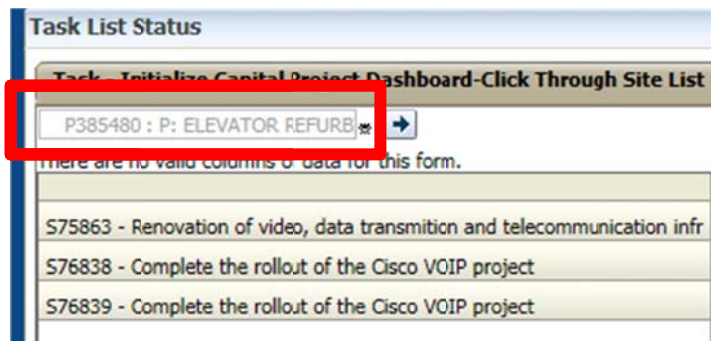 Task List Status
Task - Initialize Capital Project Dashboard-Click Through Site List
P385480 : P: ELEVATOR REFURB
There are no valid columns of data for this form.
S75863 - Renovation of video, data transmition and telecommunication infr
S76838 - Complete the rollout of the Cisco VOIP project
S76839 - Complete the rollout of the Cisco VOIP project